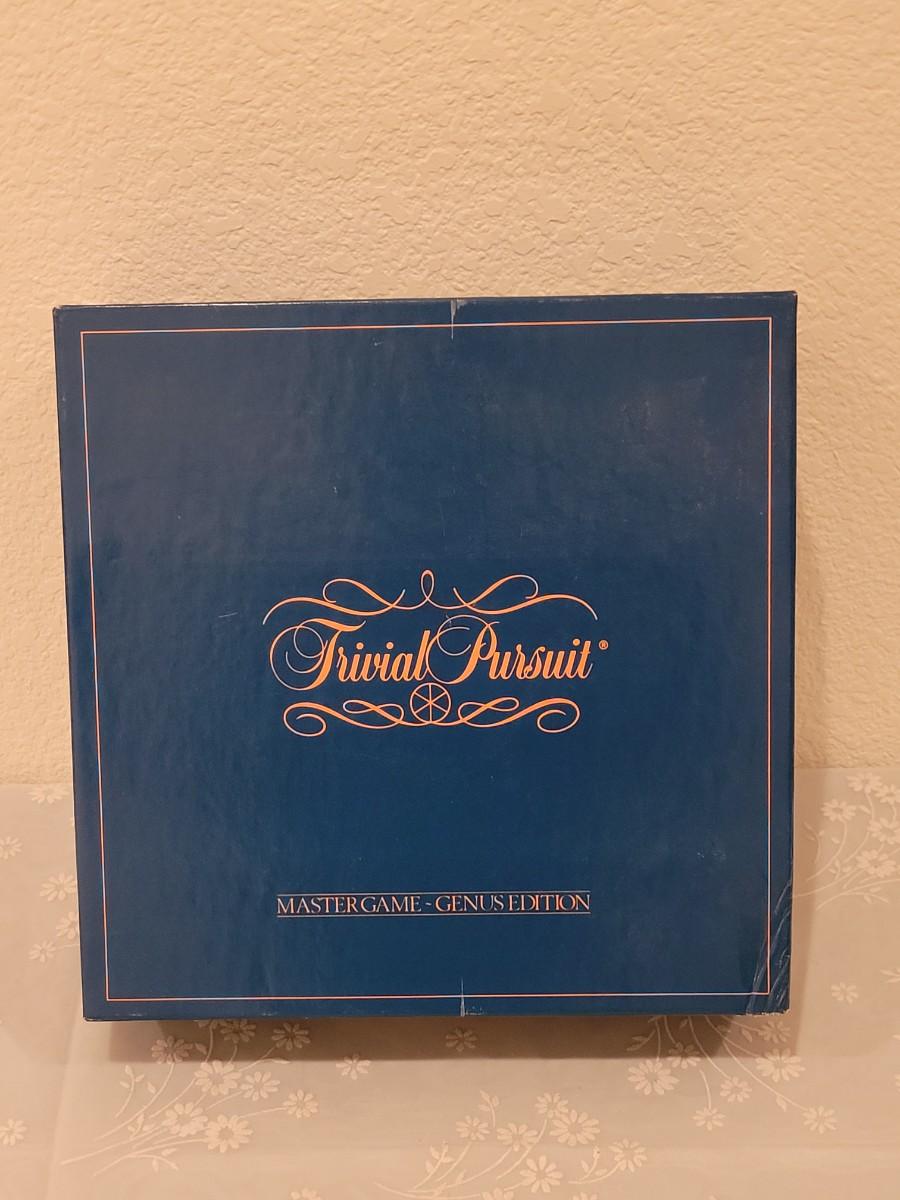 Trivial Pursuit®
MASTER GAME ~ GENUS EDITION